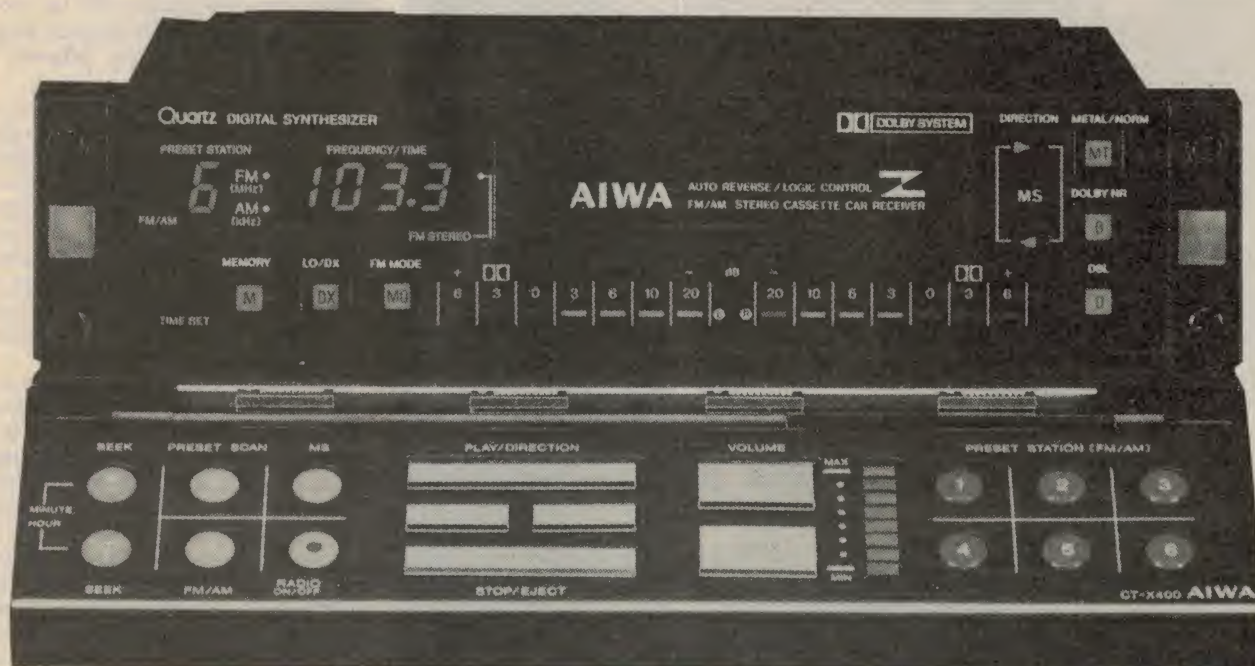 Quartz DIGITAL SYNTHESIZER
DOLBY SYSTEM
DIRECTION METAL/NORM
PRESET STATION FREQUENCY/TIME
MT
6 FM (MHz) 103.3
AM (kHz)
FM/AM
FM STEREO
AIWA AUTO REVERSE/LOGIC CONTROL
FM/AM STEREO CASSETTE CAR RECEIVER
MS
DOLBY NR
MEMORY LO/DX FM MODE
DSL
M DX MO
TIME SET
+ - dB - +
6 3 0 3 6 10 20 L R 20 10 6 3 0 3 6
SEEK PRESET SCAN MS PLAY/DIRECTION VOLUME PRESET STATION (FM/AM)
MAX
1 2 3
MINUTE
HOUR
4 5 6
MIN
SEEK FM/AM RADIO ON/OFF STOP/EJECT
CT-X400 AIWA